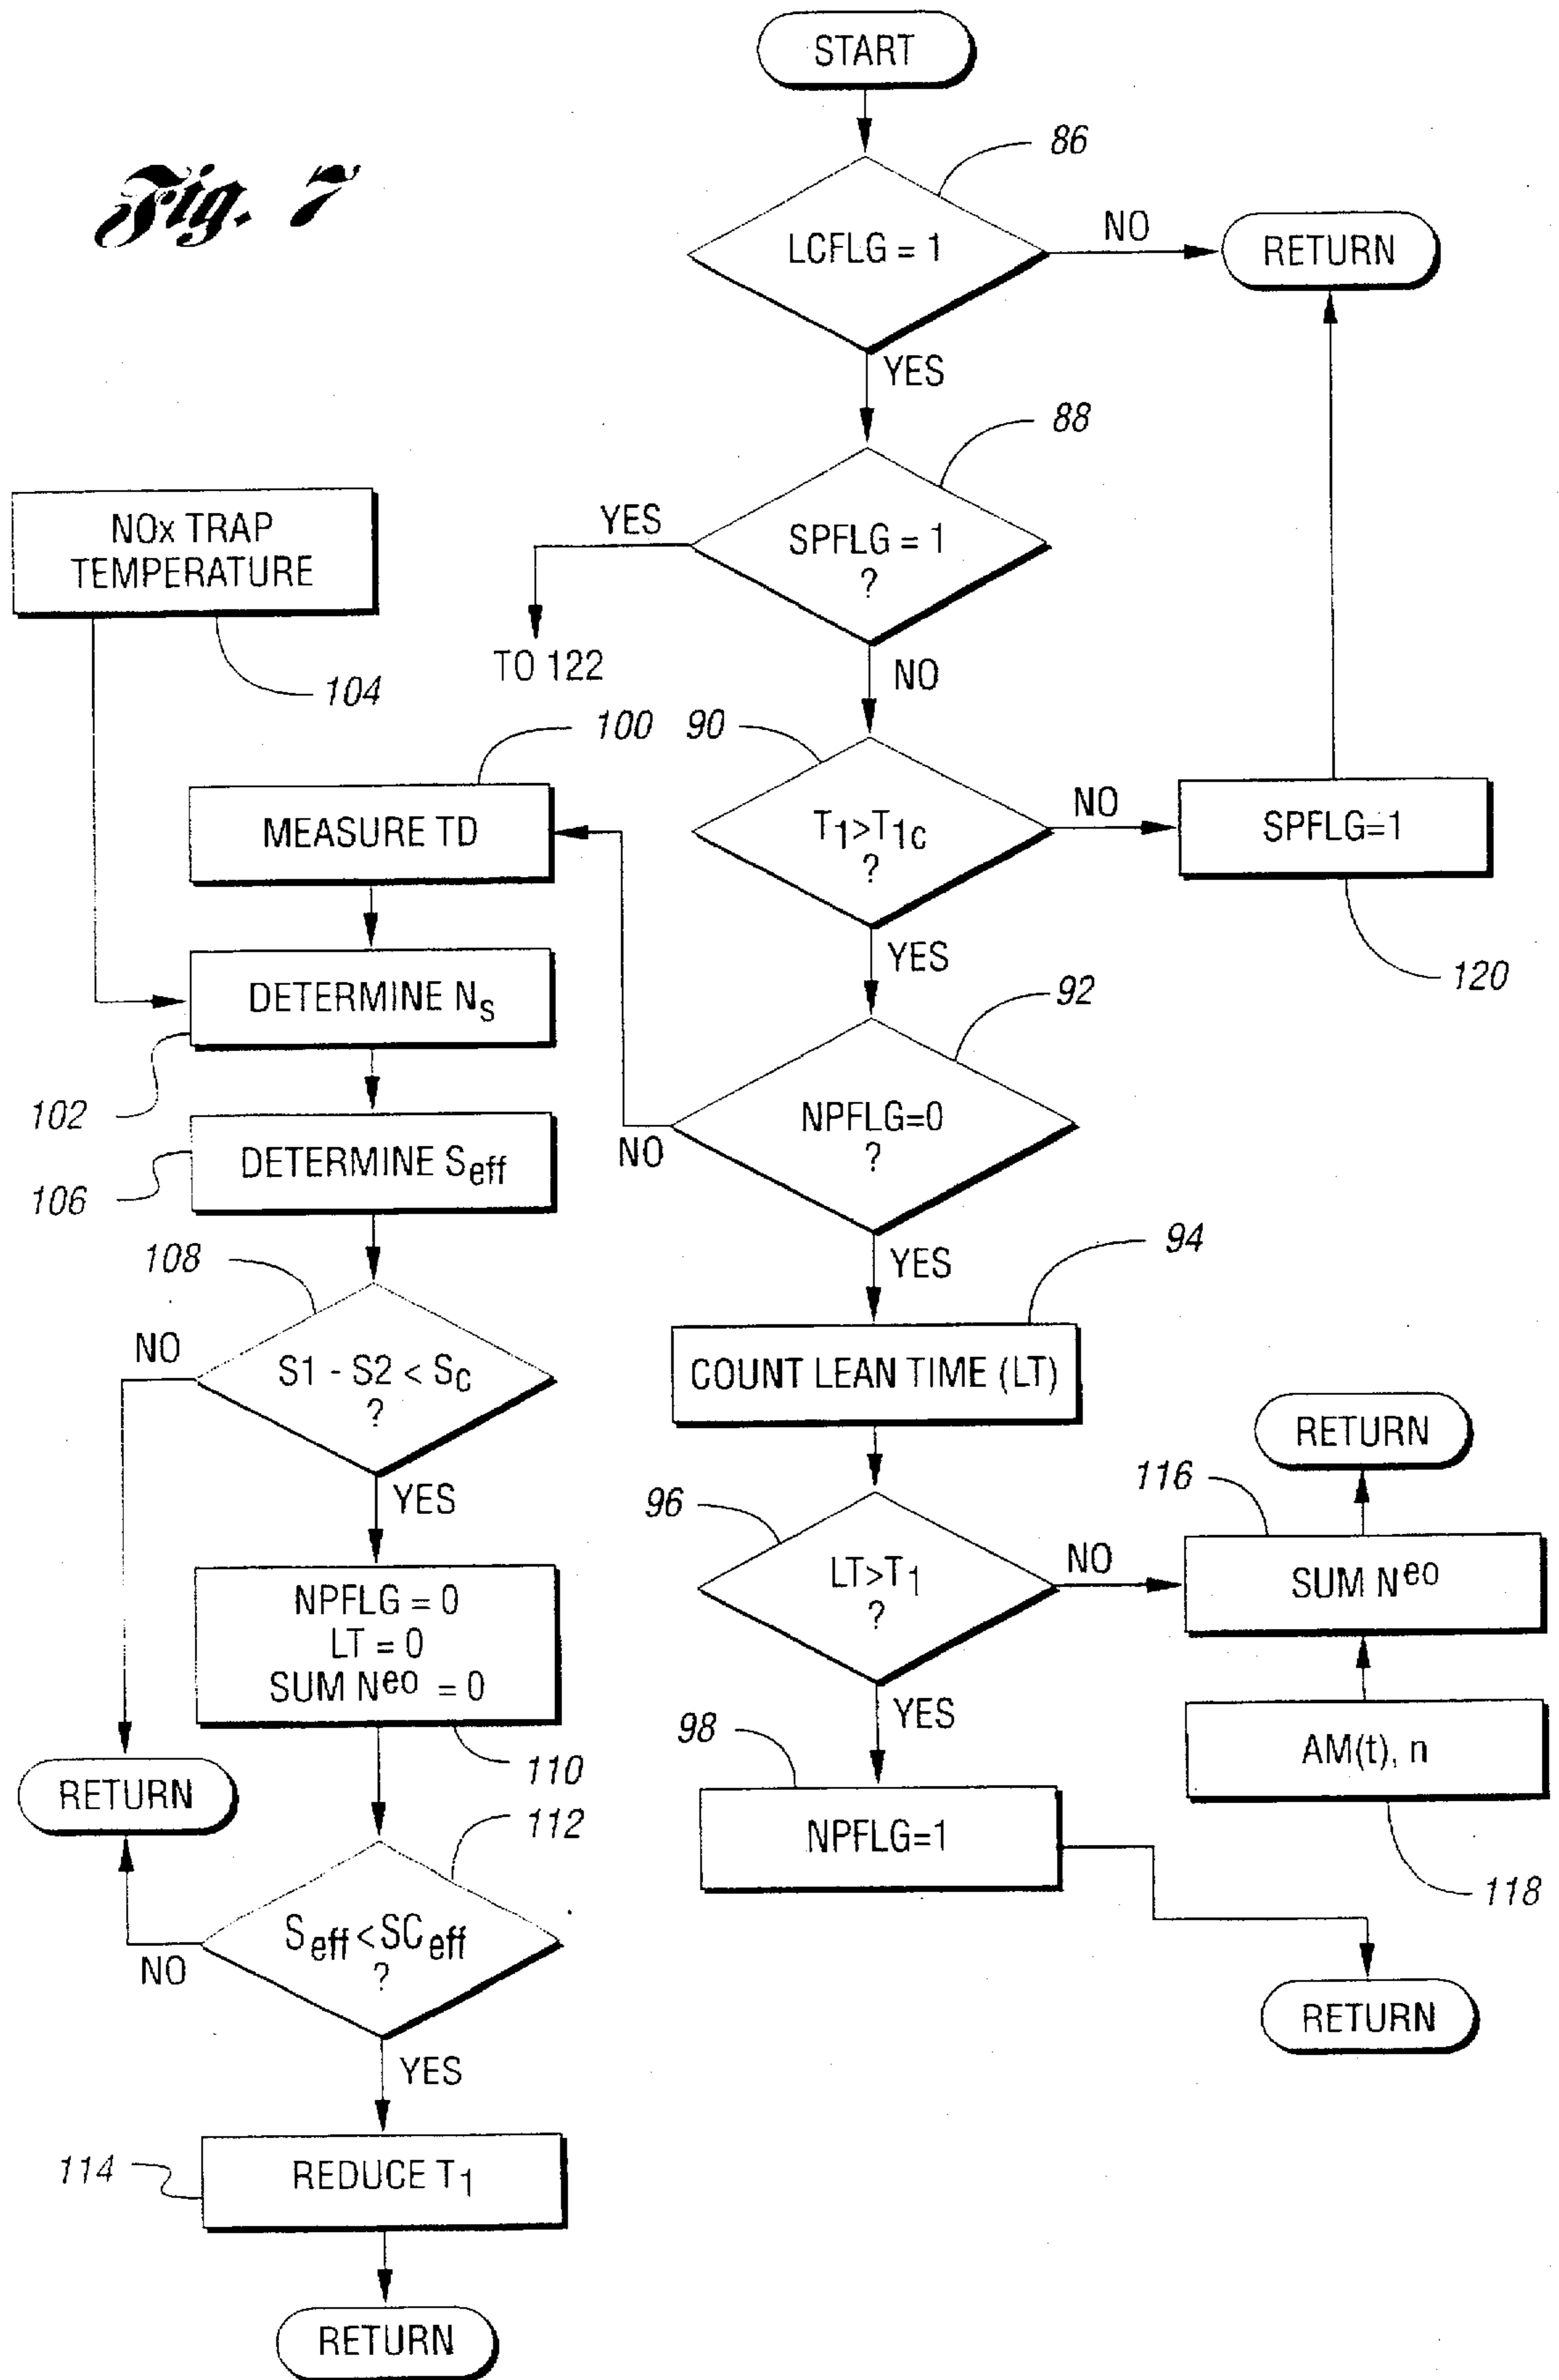 Fig. 7
START
86
LCFLG = 1
NO
RETURN
YES
88
SPFLG = 1
?
YES
TO 122
NO
NOx TRAP
TEMPERATURE
104
100
90
MEASURE TD
T1>T1c
?
NO
SPFLG=1
120
YES
DETERMINE Ns
102
92
NPFLG=0
?
NO
YES
DETERMINE Seff
106
108
S1 - S2 < Sc
?
NO
YES
94
COUNT LEAN TIME (LT)
96
LT>T1
?
NO
116
SUM Neo
RETURN
AM(t), n
118
YES
98
NPFLG=1
RETURN
NPFLG = 0
LT = 0
SUM Neo = 0
110
RETURN
112
Seff<SCeff
?
NO
YES
114
REDUCE T1
RETURN